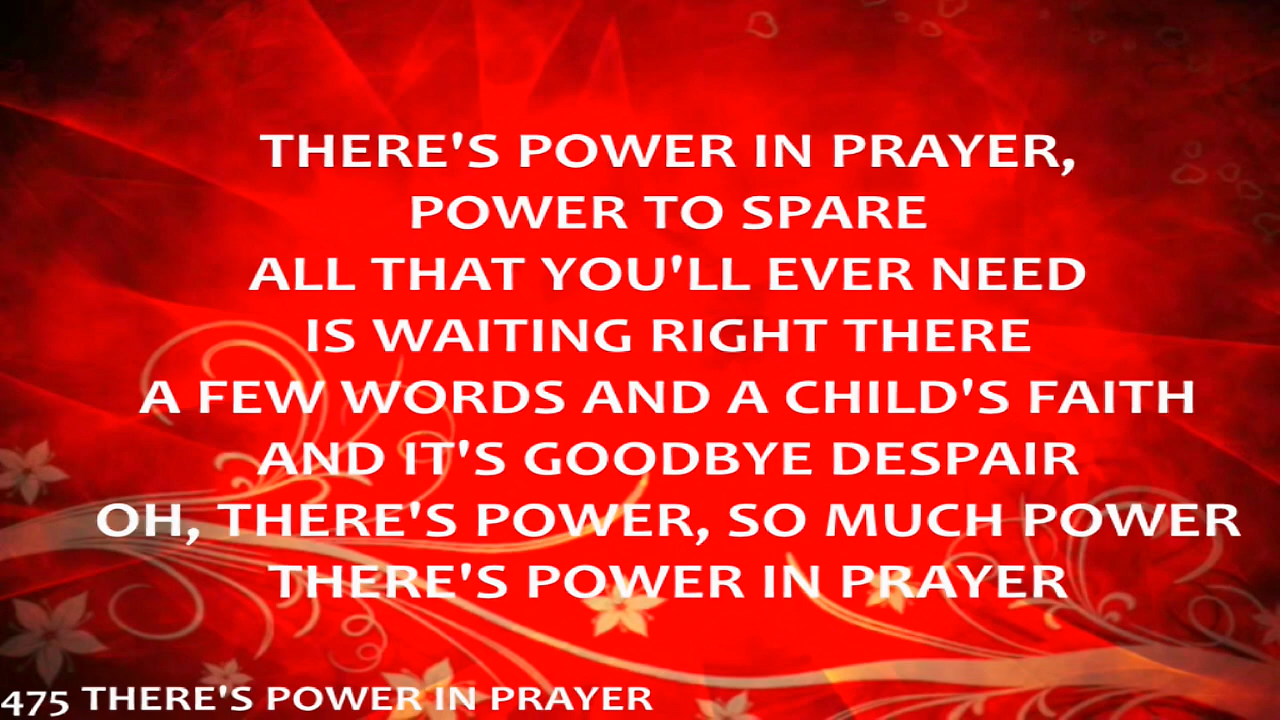 THERE'S POWER IN PRAYER,
POWER TO SPARE
ALL THAT YOU'LL EVER NEED
IS WAITING RIGHT THERE
A FEW WORDS AND A CHILD'S FAITH
AND IT'S GOODBYE DESPAIR
OH, THERE'S POWER, SO MUCH POWER
THERE'S POWER IN PRAYER
475 THERE'S POWER IN PRAYER